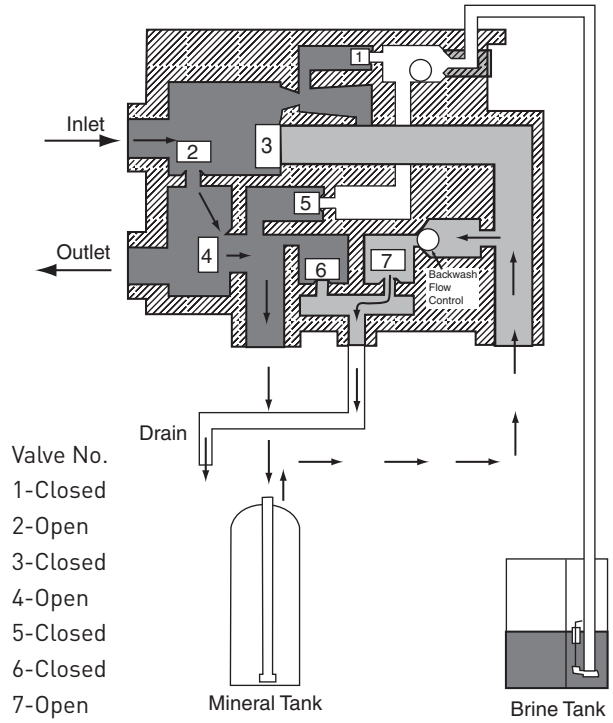 1
Inlet
2
3
5
Outlet
4
6
7
Backwash
Flow
Control
Drain
Valve No.
1-Closed
2-Open
3-Closed
4-Open
5-Closed
6-Closed
7-Open
Mineral Tank
Brine Tank